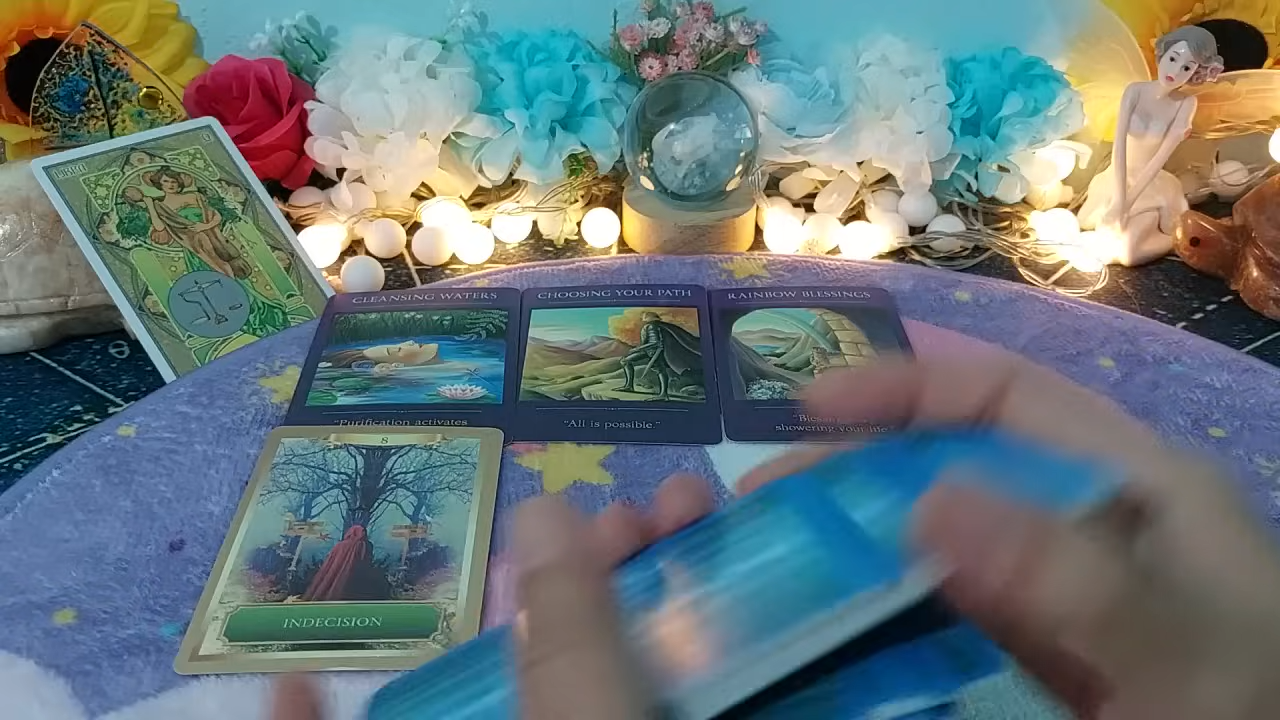 CLEANSING WATERS
CHOOSING YOUR PATH
RAINBOW BLESSINGS
"Purification activates
"All is possible."
showering your life."
8
INDECISION